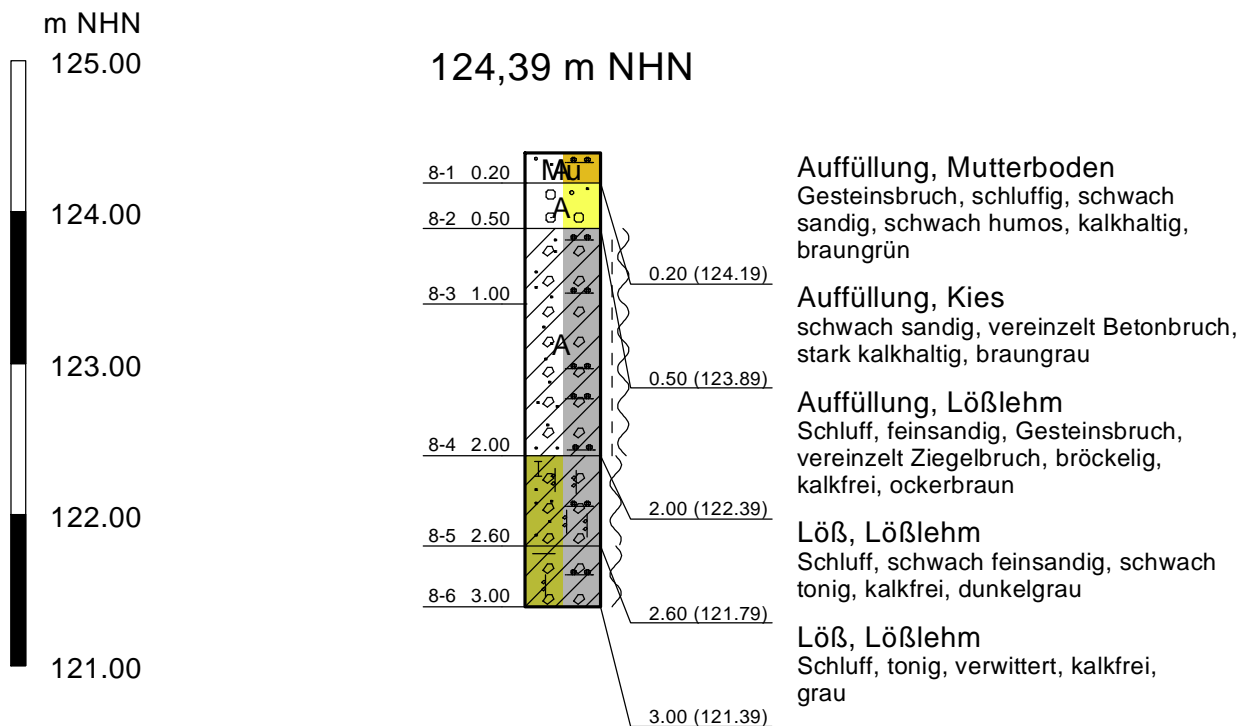 m NHN
125.00
124.00
123.00
122.00
121.00
124,39 m NHN
8-1 0.20
8-2 0.50
8-3 1.00
8-4 2.00
8-5 2.60
8-6 3.00
Mu
A
A
A
0.20 (124.19)
0.50 (123.89)
2.00 (122.39)
2.60 (121.79)
3.00 (121.39)
Auffüllung, Mutterboden
Gesteinsbruch, schluffig, schwach
sandig, schwach humos, kalkhaltig,
braungrün
Auffüllung, Kies
schwach sandig, vereinzelt Betonbruch,
stark kalkhaltig, braungrau
Auffüllung, Lößlehm
Schluff, feinsandig, Gesteinsbruch,
vereinzelt Ziegelbruch, bröckelig,
kalkfrei, ockerbraun
Löß, Lößlehm
Schluff, schwach feinsandig, schwach
tonig, kalkfrei, dunkelgrau
Löß, Lößlehm
Schluff, tonig, verwittert, kalkfrei,
grau